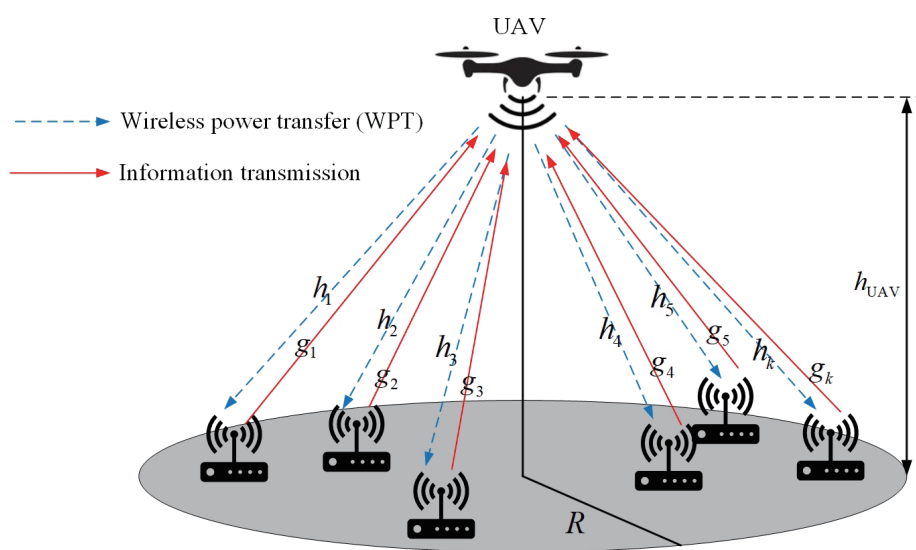 UAV
Wireless power transfer (WPT)
Information transmission
h₁
g₁
h₂
g₂
h₃
g₃
h₄
g₄
h₅
g₅
hₖ
gₖ
h_UAV
R